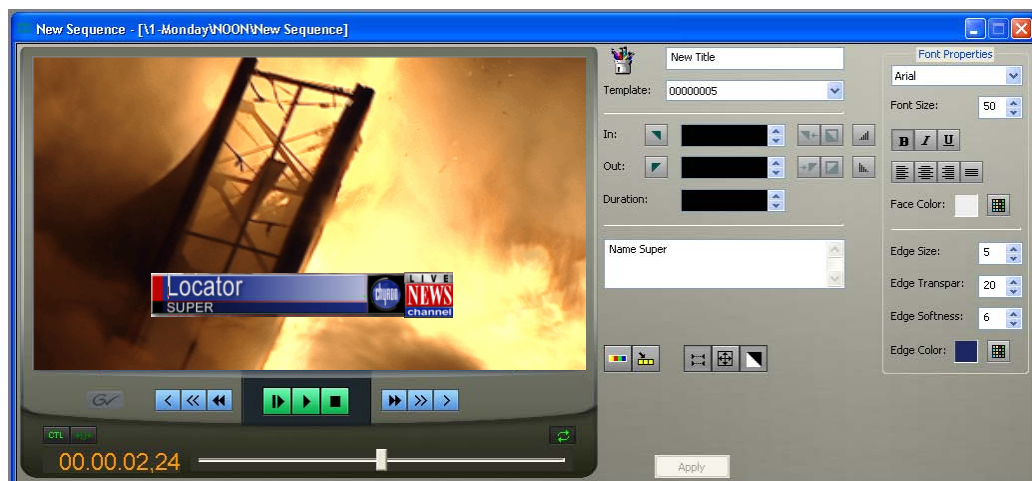 New Sequence - [\1-Monday\NOON\New Sequence]
New Title
Template: 00000005
In:
Out:
Duration:
Name Super
Apply
Font Properties
Arial
Font Size: 50
B I U
Face Color:
Edge Size: 5
Edge Transpar: 20
Edge Softness: 6
Edge Color:
Locator
SUPER
chyron
LIVE
NEWS
channel
CTL
00.00.02,24